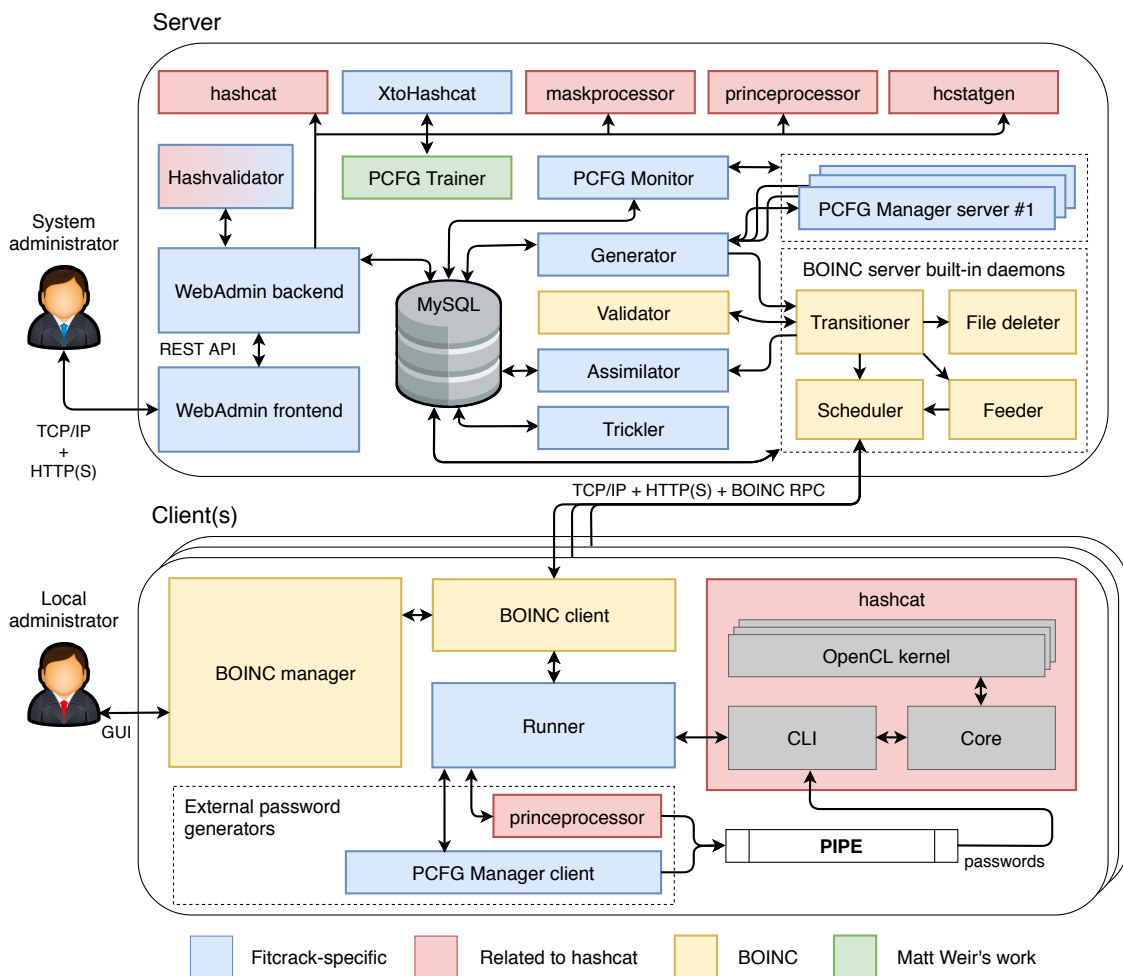 Server
hashcat
XtoHashcat
maskprocessor
princeprocessor
hcstatgen
Hashvalidator
PCFG Trainer
PCFG Monitor
PCFG Manager server #1
System
administrator
WebAdmin backend
MySQL
Generator
BOINC server built-in daemons
Validator
Transitioner
File deleter
REST API
Assimilator
WebAdmin frontend
Scheduler
Feeder
Trickler
TCP/IP
+
HTTP(S)
TCP/IP + HTTP(S) + BOINC RPC
Client(s)
Local
administrator
BOINC manager
BOINC client
hashcat
OpenCL kernel
Runner
CLI
Core
GUI
External password
generators
princeprocessor
PCFG Manager client
PIPE
passwords
Fitcrack-specific
Related to hashcat
BOINC
Matt Weir's work